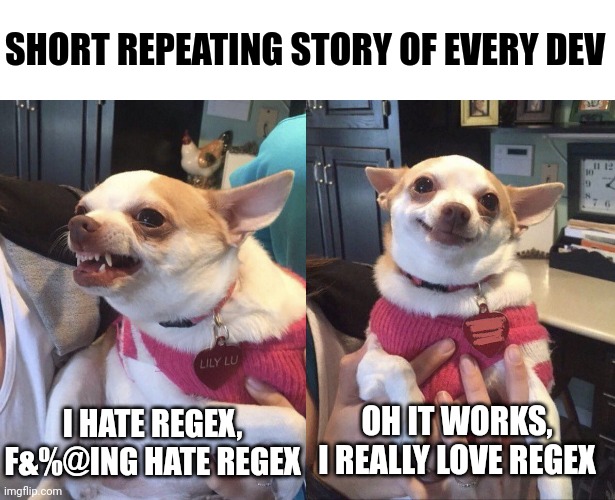 SHORT REPEATING STORY OF EVERY DEV
LILY LU
I HATE REGEX,
F&%@ING HATE REGEX
OH IT WORKS,
I REALLY LOVE REGEX
imgflip.com